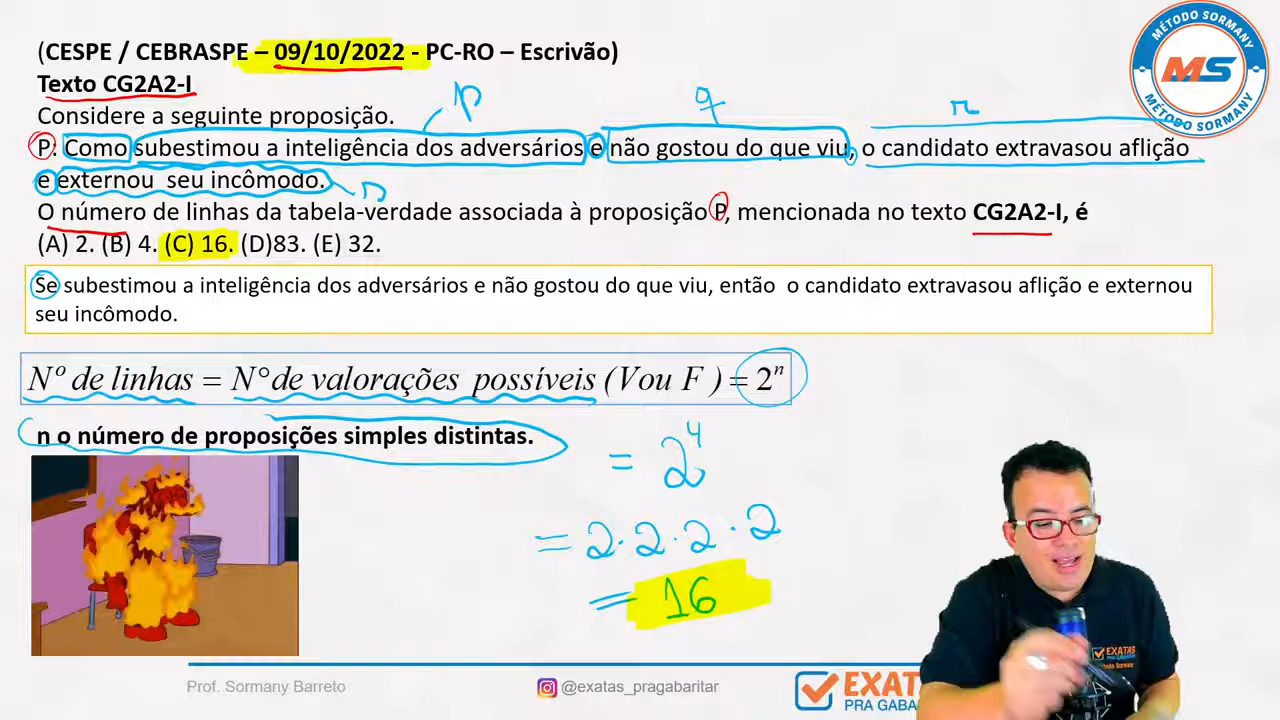 (CESPE / CEBRASPE – 09/10/2022 - PC-RO – Escrivão)
Texto CG2A2-I
Considere a seguinte proposição.
p
q
r
P: Como subestimou a inteligência dos adversários e não gostou do que viu, o candidato extravasou aflição
e externou seu incômodo.
O número de linhas da tabela-verdade associada à proposição P, mencionada no texto CG2A2-I, é
(A) 2. (B) 4. (C) 16. (D)83. (E) 32.
Se subestimou a inteligência dos adversários e não gostou do que viu, então o candidato extravasou aflição e externou
seu incômodo.
Nº de linhas = N° de valorações possíveis (V ou F ) = 2ⁿ
n o número de proposições simples distintas.
= 2⁴
= 2·2·2·2
= 16
Prof. Sormany Barreto
@exatas_pragabaritar
EXATAS
PRA GABA
MÉTODO SORMANY
MS
MÉTODO SORMANY
EXATAS
PRA GABARITAR